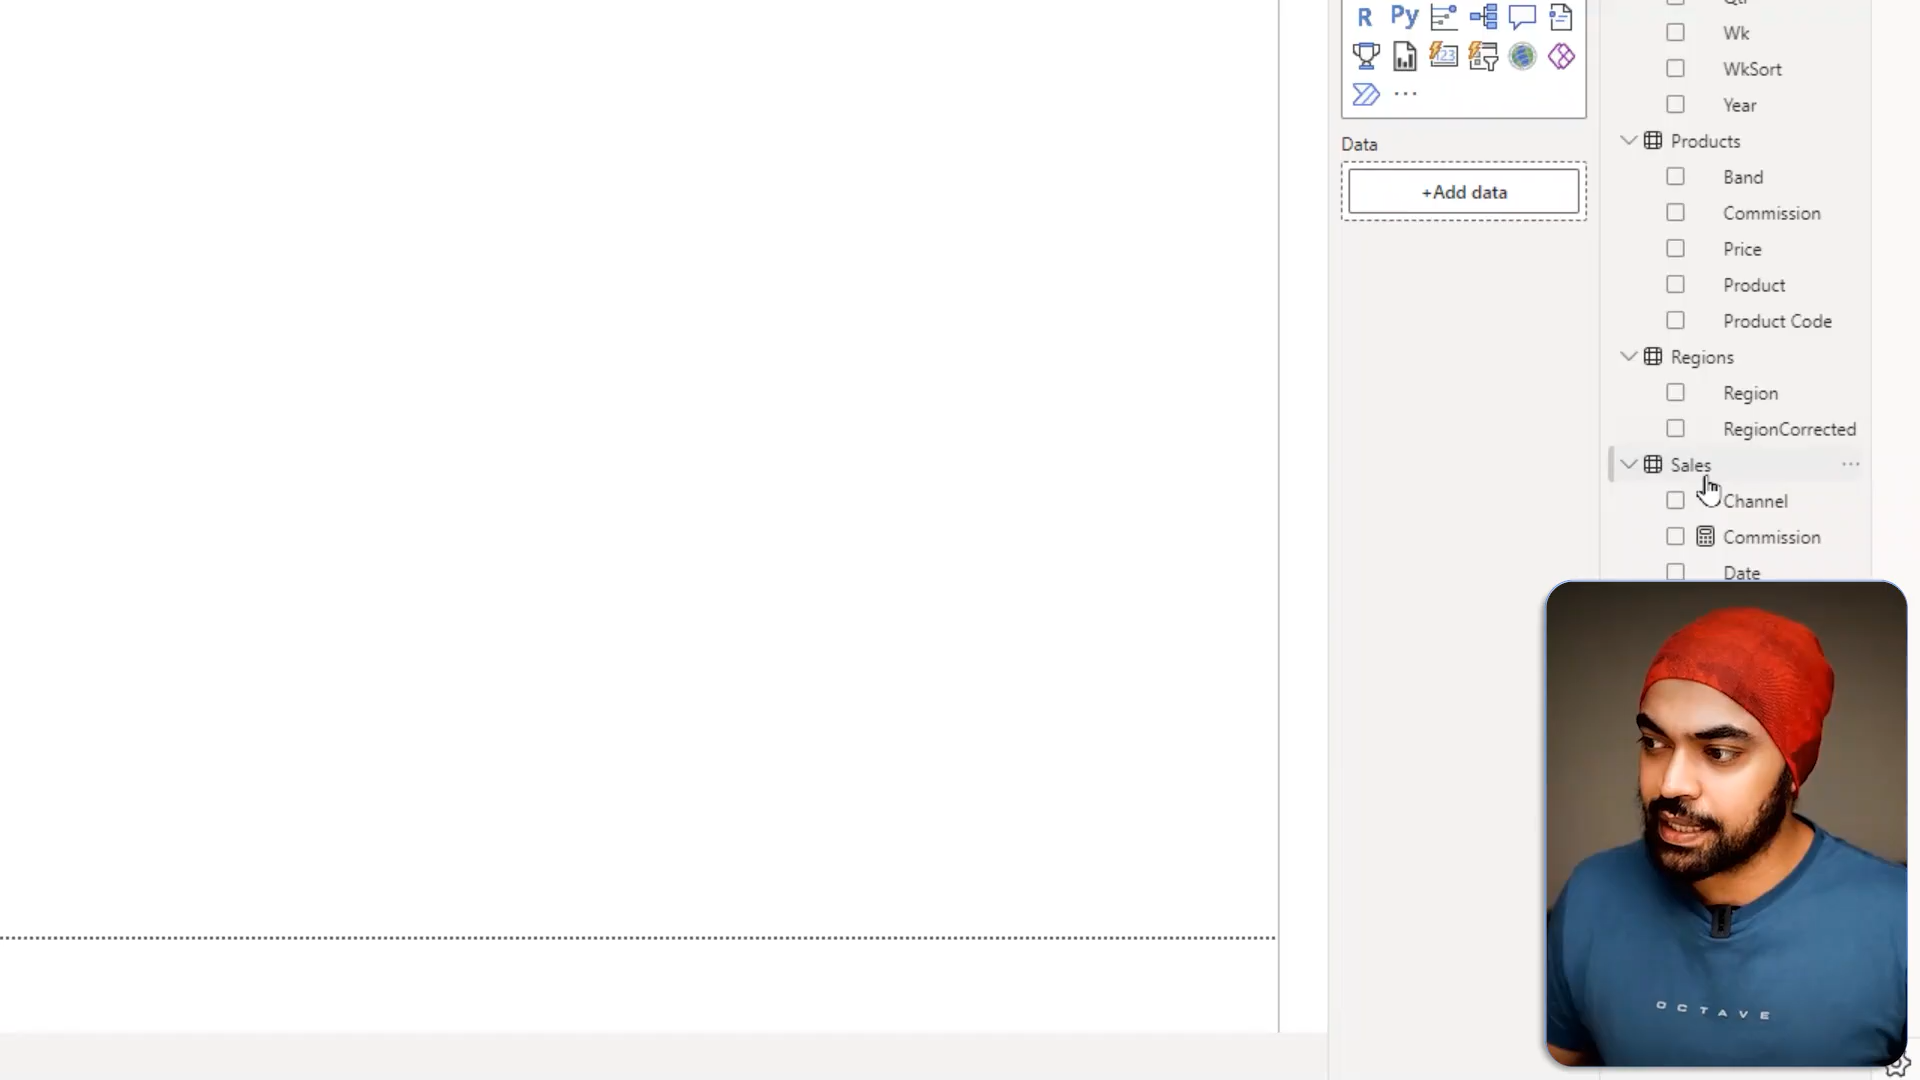 Wk
WkSort
Year
Products
Band
Commission
Price
Product
Product Code
Regions
Region
RegionCorrected
Sales
Channel
Commission
Date
R
Py
123
...
Data
+Add data
OCTAVE